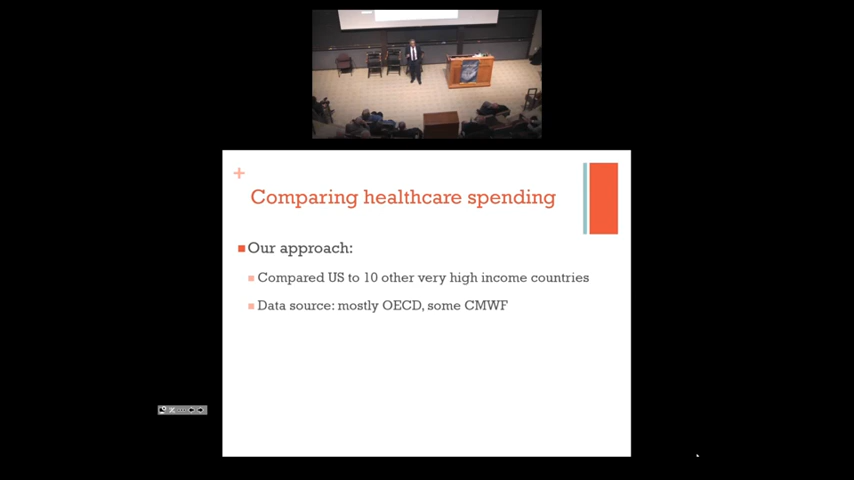 +
Comparing healthcare spending
Our approach:
Compared US to 10 other very high income countries
Data source: mostly OECD, some CMWF